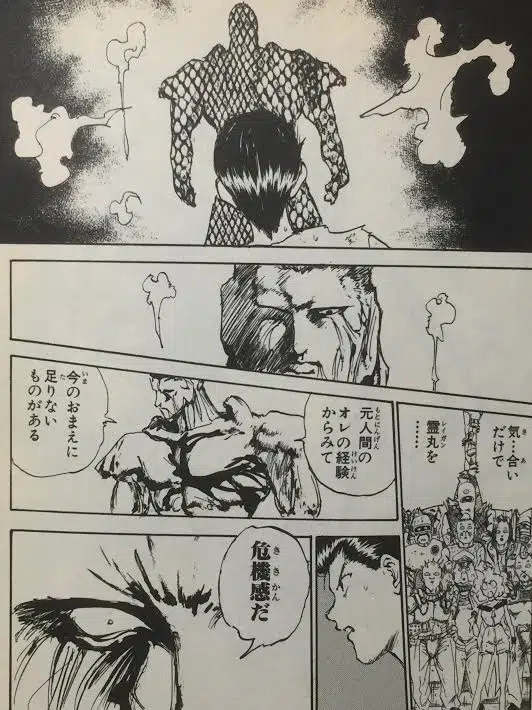 気…合い
だけで
霊丸を
……
元人間の
オレの経験
からみて
今のおまえに
足りない
ものがある
危機感だ